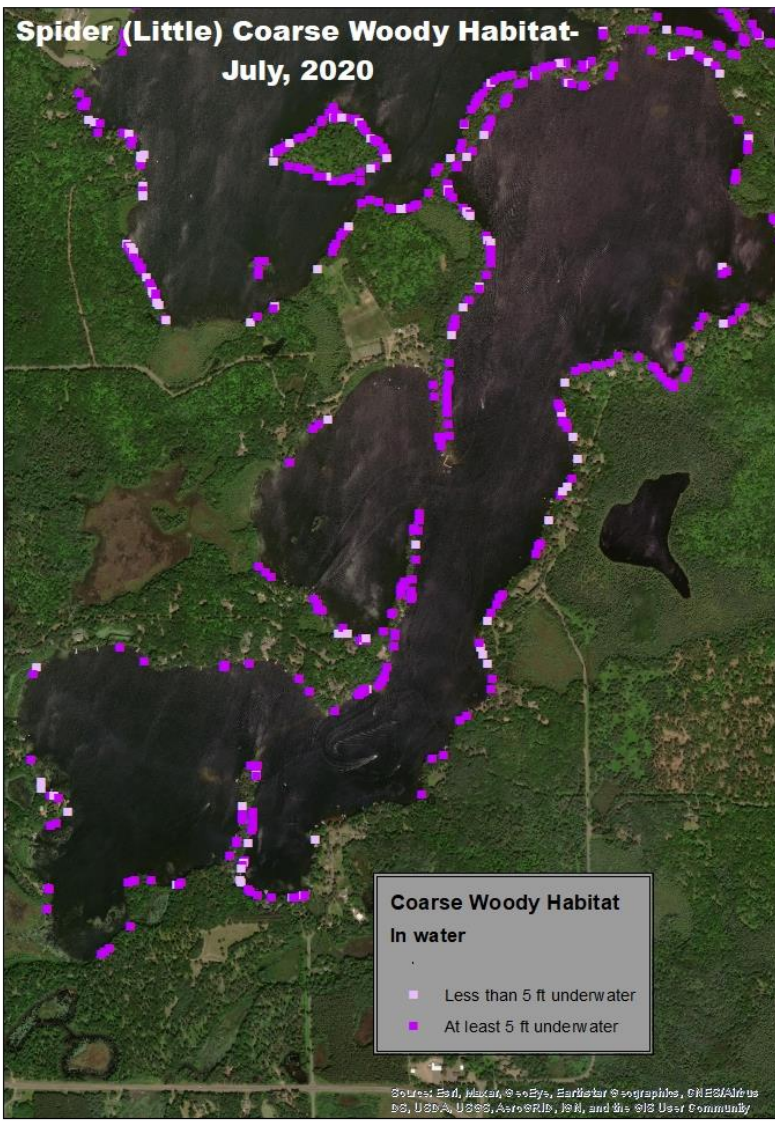 Spider (Little) Coarse Woody Habitat-
July, 2020
Coarse Woody Habitat
In water
Less than 5 ft underwater
At least 5 ft underwater
Source: Esri, Maxar, GeoEye, Earthstar Geographics, CNES/Airbus
DS, USDA, USGS, AeroGRID, IGN, and the GIS User Community